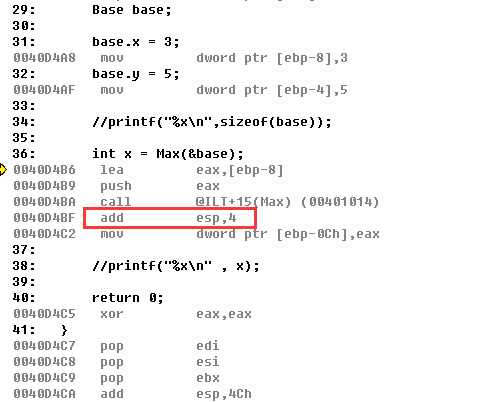 29: Base base;
30:
31: base.x = 3;
0040D4A8 mov dword ptr [ebp-8],3
32: base.y = 5;
0040D4AF mov dword ptr [ebp-4],5
33:
34: //printf("%x\n",sizeof(base));
35:
36: int x = Max(&base);
0040D4B6 lea eax,[ebp-8]
0040D4B9 push eax
0040D4BA call @ILT+15(Max) (00401014)
0040D4BF add esp,4
0040D4C2 mov dword ptr [ebp-0Ch],eax
37:
38: //printf("%x\n" , x);
39:
40: return 0;
0040D4C5 xor eax,eax
41: }
0040D4C7 pop edi
0040D4C8 pop esi
0040D4C9 pop ebx
0040D4CA add esp,4Ch